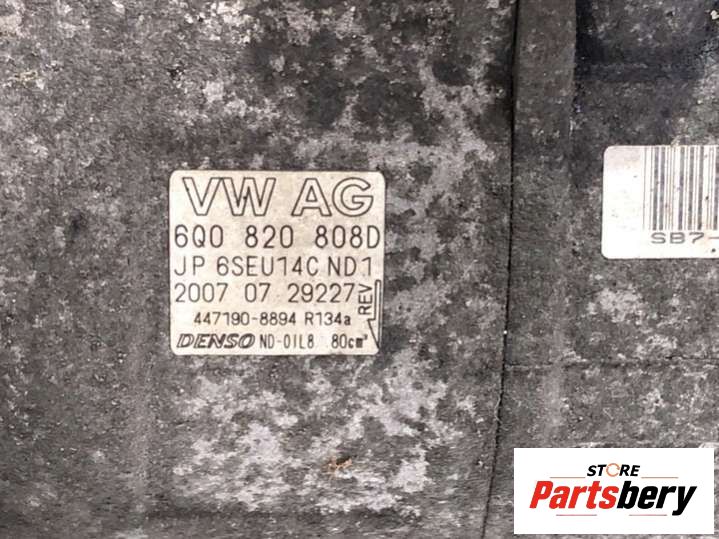 VW AG
6Q0 820 808D
JP 6SEU14C ND1
2007 07 29227
REV
447190-8894 R134a
DENSO ND-OIL8 80cm³
SB7-
STORE
Partsbery